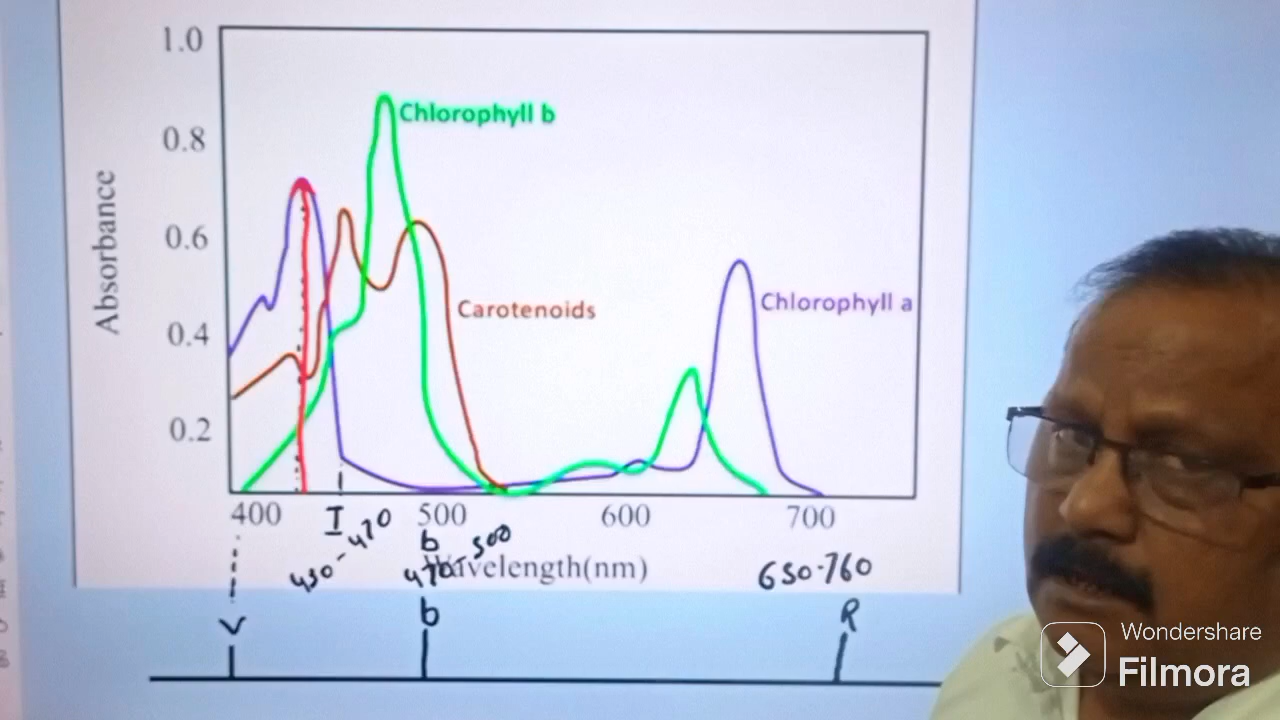 1.0
Chlorophyll b
0.8
0.6
Absorbance
Carotenoids
Chlorophyll a
0.4
0.2
400 I 500 600 700
430-470
b
470-500
Wavelength(nm)
650-760
V b R
Wondershare
Filmora